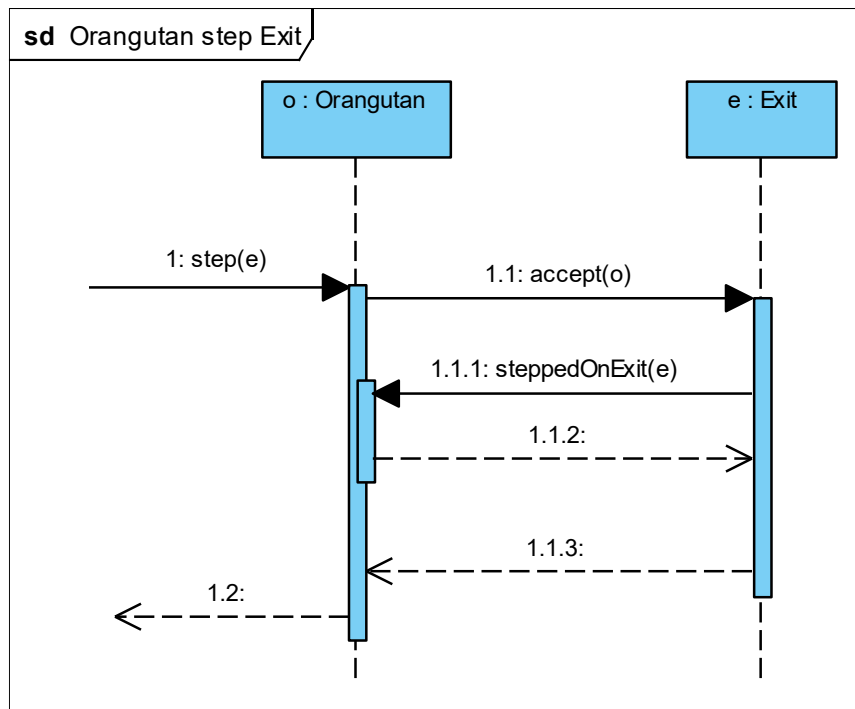 sd Orangutan step Exit
o : Orangutan
e : Exit
1: step(e)
1.1: accept(o)
1.1.1: steppedOnExit(e)
1.1.2:
1.1.3:
1.2: